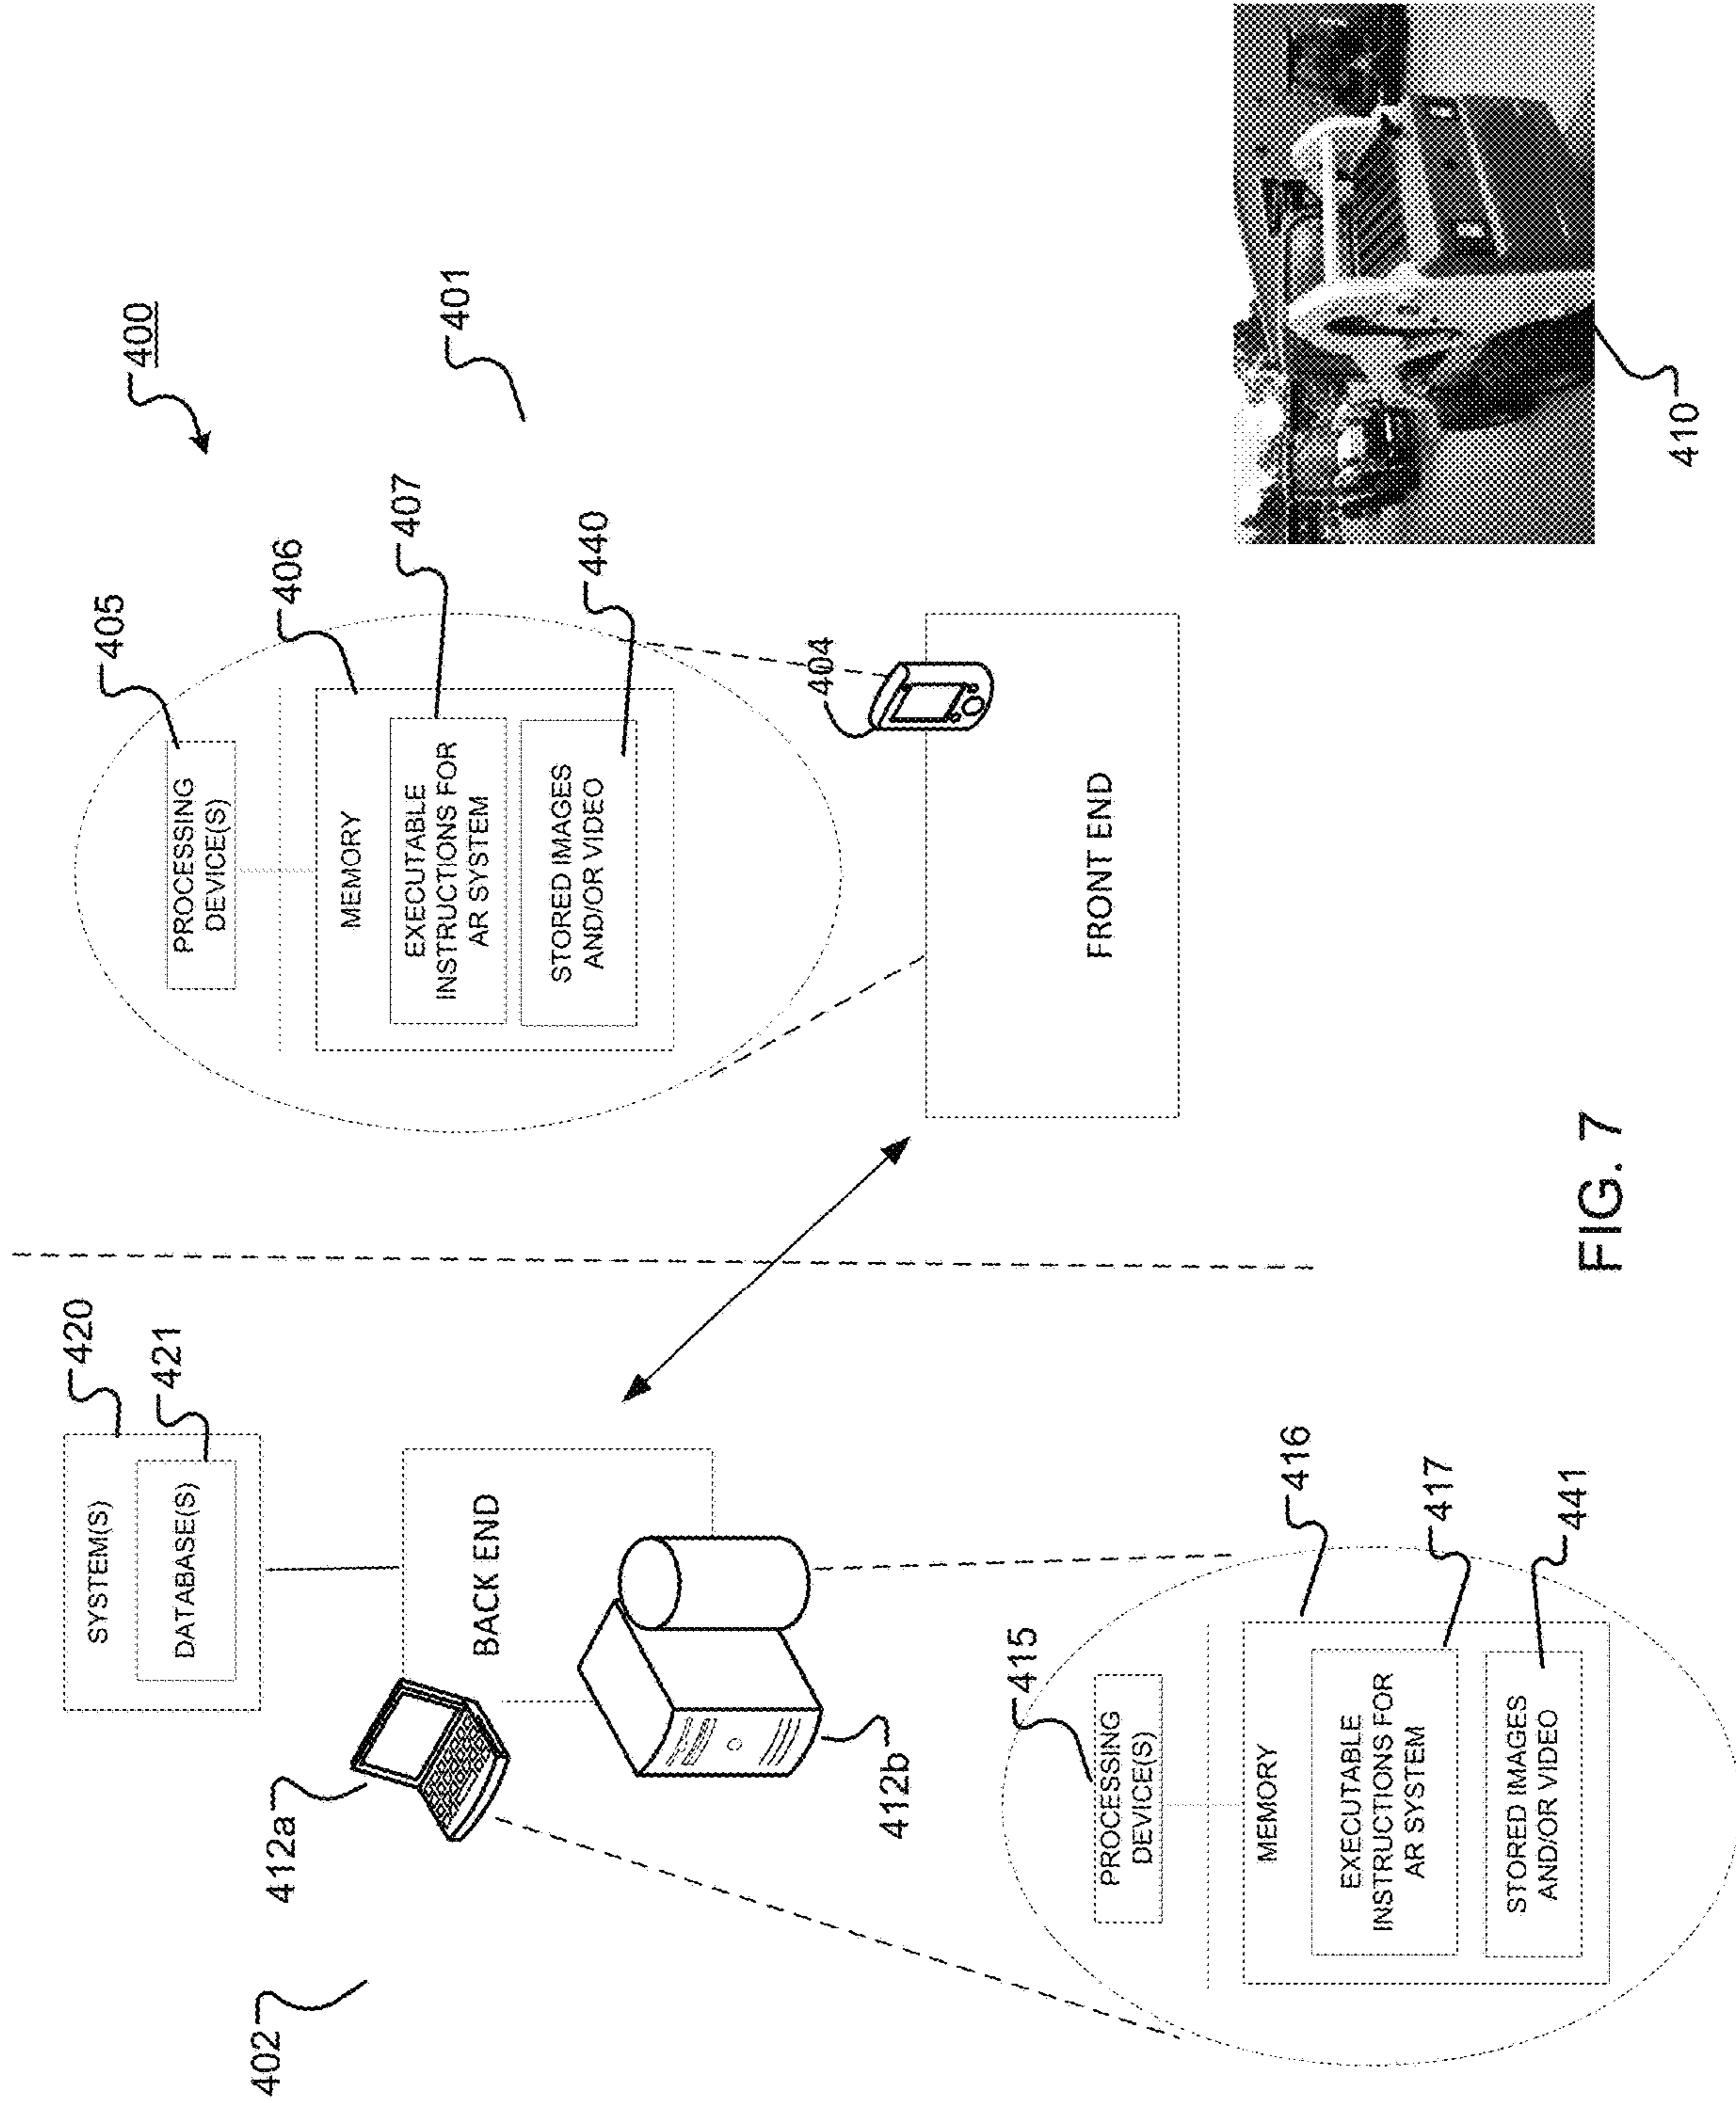 400
401
402
SYSTEM(S)
DATABASE(S)
420
421
BACK END
412a
412b
PROCESSING
DEVICE(S)
MEMORY
EXECUTABLE
INSTRUCTIONS FOR
AR SYSTEM
STORED IMAGES
AND/OR VIDEO
415
416
417
441
PROCESSING
DEVICE(S)
MEMORY
EXECUTABLE
INSTRUCTIONS FOR
AR SYSTEM
STORED IMAGES
AND/OR VIDEO
405
406
407
440
404
FRONT END
410
FIG. 7